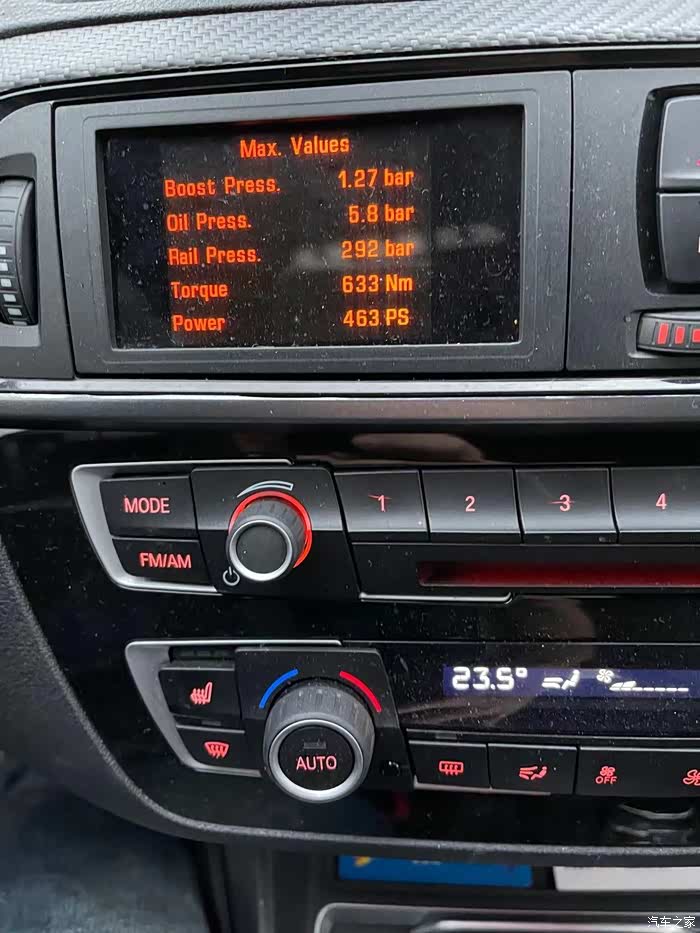 Max. Values
Boost Press. 1.27 bar
Oil Press. 5.8 bar
Rail Press. 292 bar
Torque 633 Nm
Power 463 PS
MODE 1 2 3 4
FM/AM
23.5°
AUTO
OFF
汽车之家